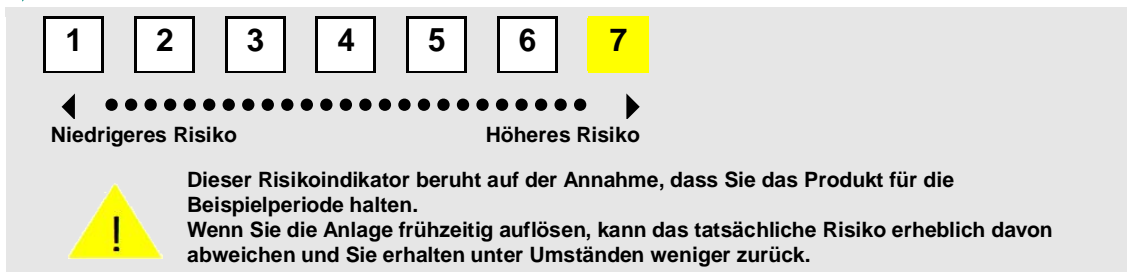 1 2 3 4 5 6 7
Niedrigeres Risiko Höheres Risiko
Dieser Risikoindikator beruht auf der Annahme, dass Sie das Produkt für die
Beispielperiode halten.
Wenn Sie die Anlage frühzeitig auflösen, kann das tatsächliche Risiko erheblich davon
abweichen und Sie erhalten unter Umständen weniger zurück.
!